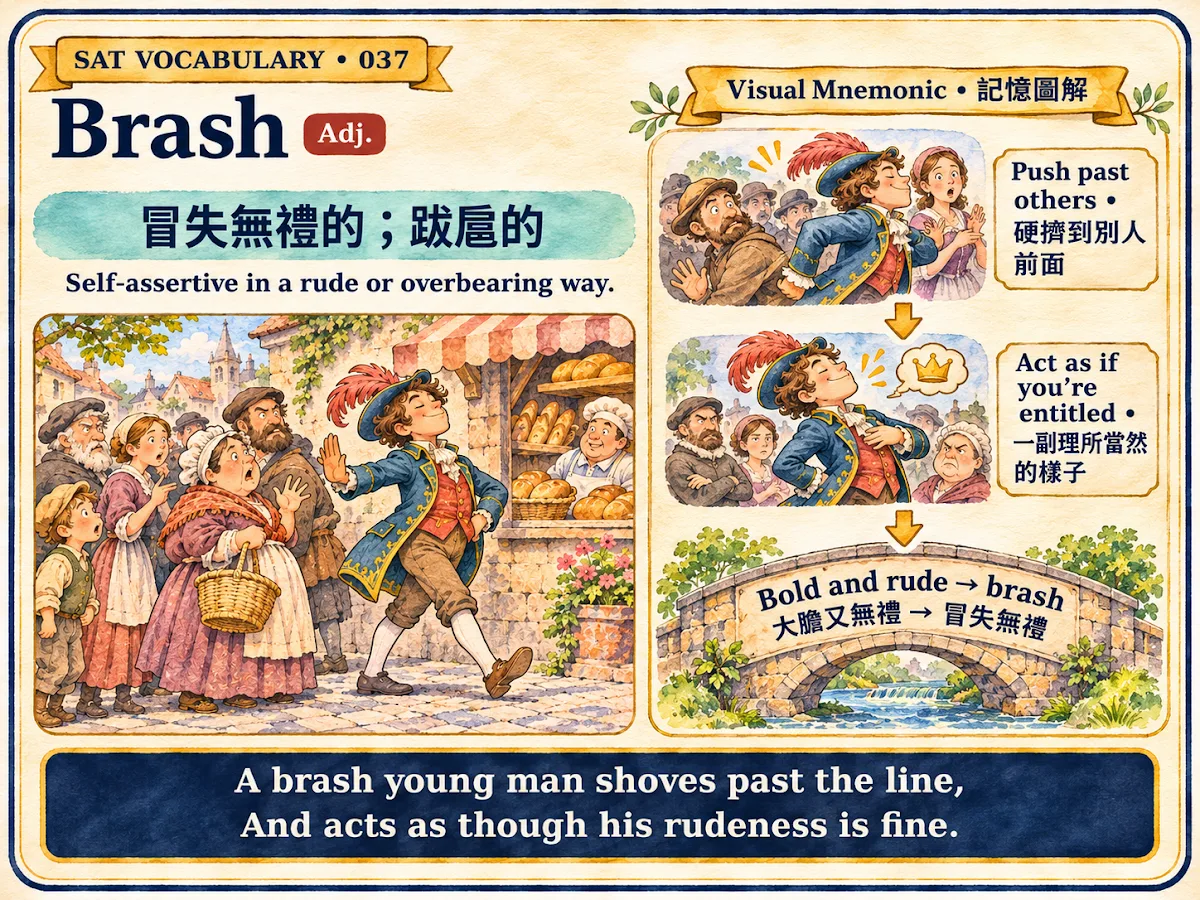 SAT VOCABULARY • 037
Brash
Adj.
冒失無禮的；跋扈的
Self-assertive in a rude or overbearing way.
Visual Mnemonic • 記憶圖解
Push past
others •
硬擠到別人
前面
Act as if
you’re
entitled •
一副理所當然
的樣子
Bold and rude → brash
大膽又無禮 → 冒失無禮
A brash young man shoves past the line,
And acts as though his rudeness is fine.